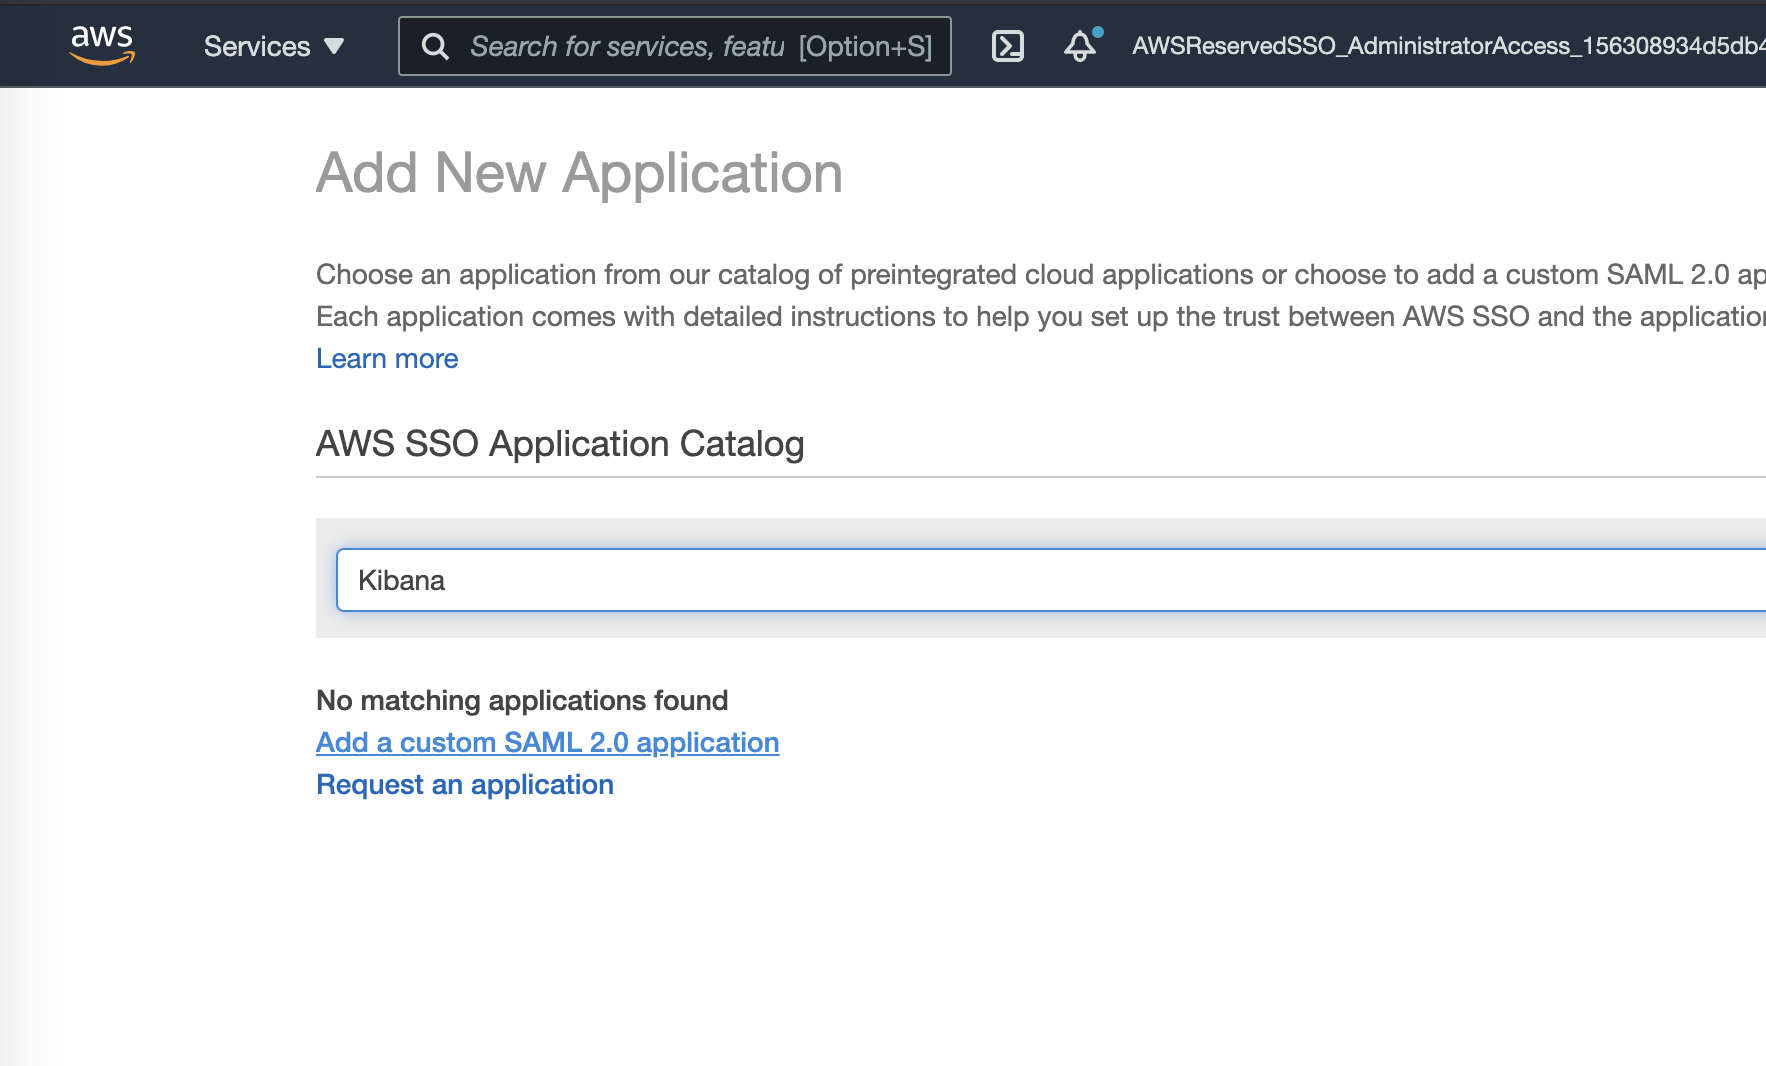 aws Services Search for services, featu [Option+S] AWSReservedSSO_AdministratorAccess_156308934d5db4
Add New Application
Choose an application from our catalog of preintegrated cloud applications or choose to add a custom SAML 2.0 ap
Each application comes with detailed instructions to help you set up the trust between AWS SSO and the application
Learn more
AWS SSO Application Catalog
Kibana
No matching applications found
Add a custom SAML 2.0 application
Request an application